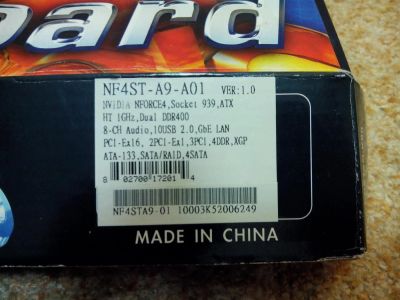 oard
NF4ST-A9-A01 VER:1.0
NVIDIA NFORCE4,Socket 939,ATX
HT 1GHz,Dual DDR400
8-CH Audio,10USB 2.0,GbE LAN
PCI-Ex16, 2PCI-Ex1,3PCI,4DDR,XGP
ATA-133,SATA/RAID,4SATA
8 02700 17201 4
NF4STA9-01 10003K52006249
MADE IN CHINA